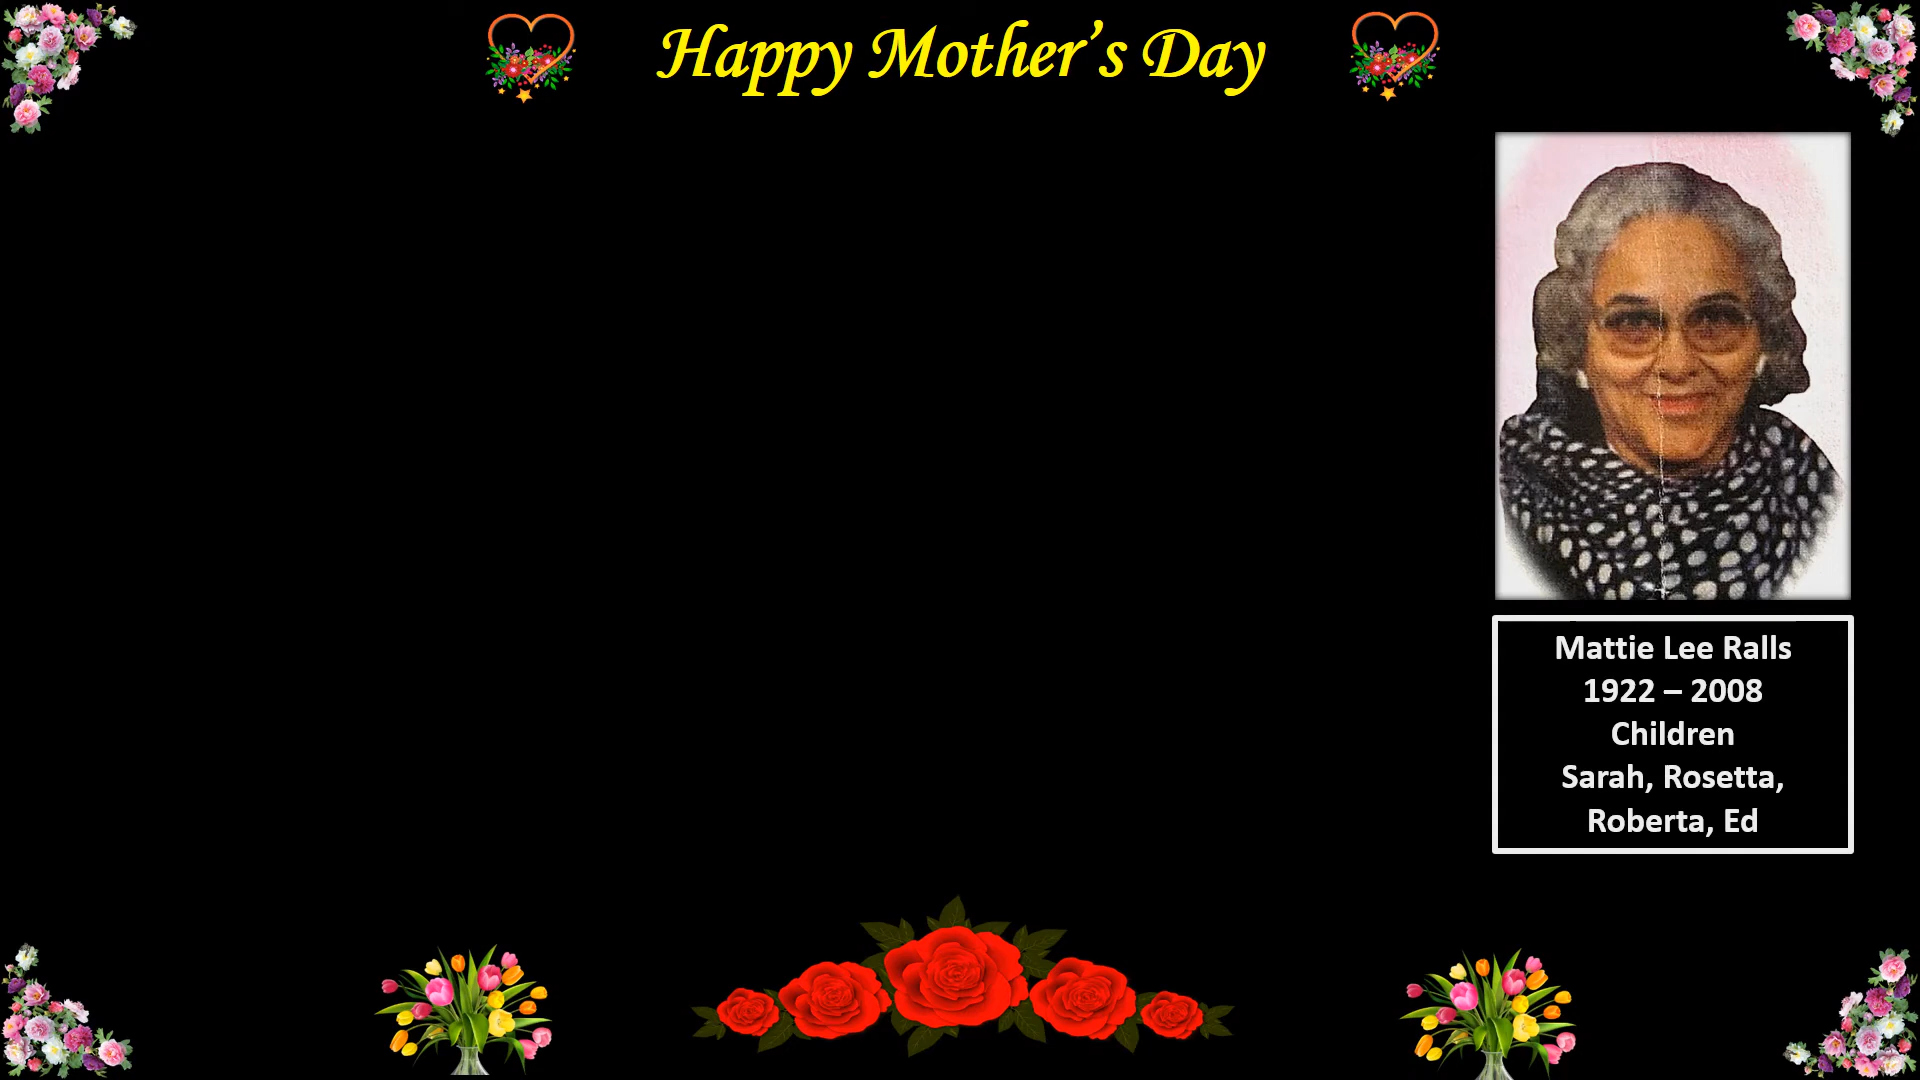 Happy Mother's Day
Mattie Lee Ralls
1922 – 2008
Children
Sarah, Rosetta,
Roberta, Ed